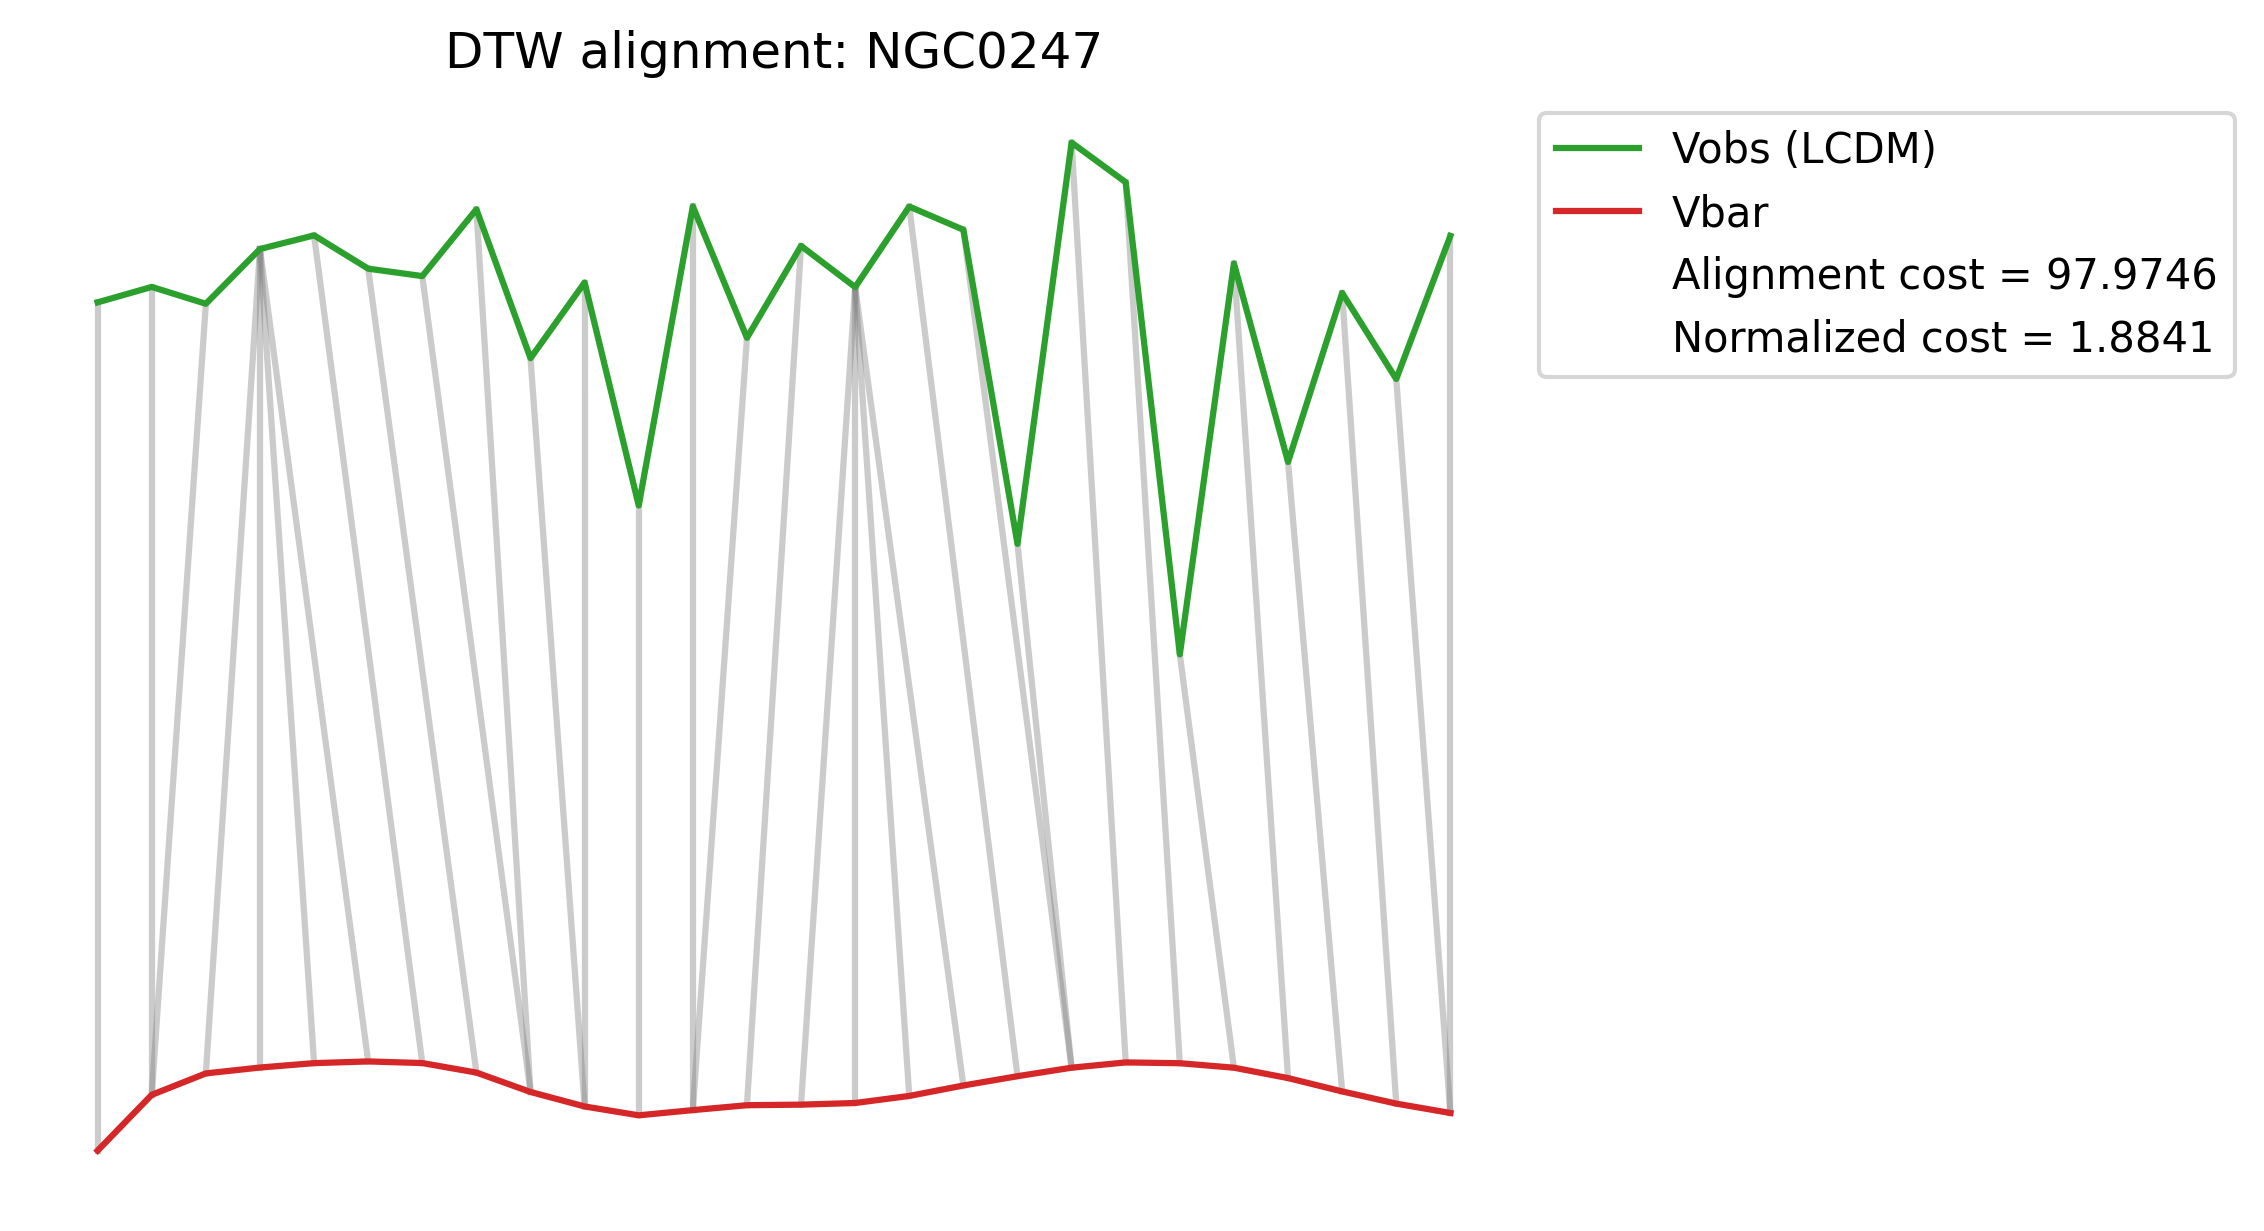 DTW alignment: NGC0247
Vobs (LCDM)
Vbar
Alignment cost = 97.9746
Normalized cost = 1.8841